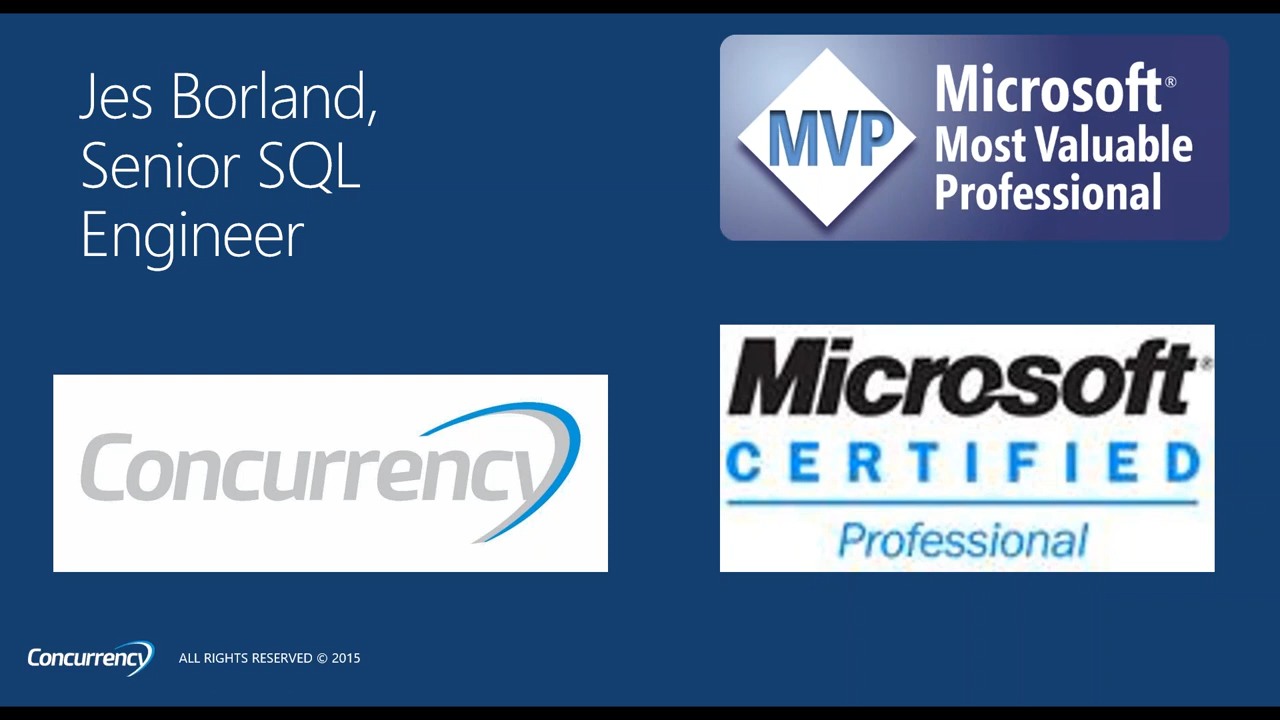 Jes Borland,
Senior SQL
Engineer
MVP
Microsoft®
Most Valuable
Professional
Concurrency
Microsoft®
CERTIFIED
Professional
Concurrency
ALL RIGHTS RESERVED © 2015